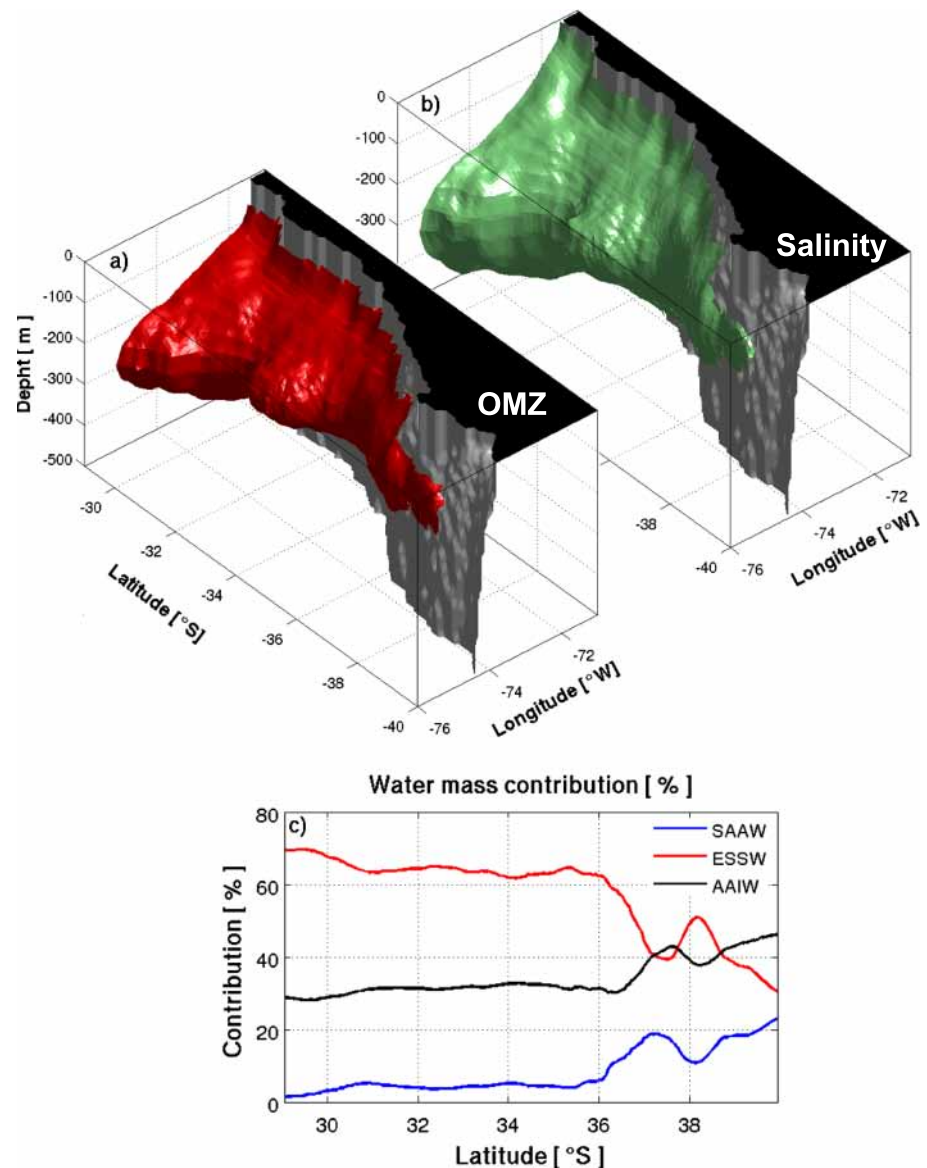 b)
0
-100
-200
-300
Salinity
-38
-40
-76
-74
-72
Longitude [°W]
a)
0
-100
-200
-300
-400
-500
Depht [ m ]
OMZ
-30
-32
-34
-36
-38
-40
Latitude [°S]
-76
-74
-72
Longitude [°W]
Water mass contribution [ % ]
c)
80
60
40
20
0
Contribution [ % ]
SAAW
ESSW
AAIW
30 32 34 36 38
Latitude [ °S ]